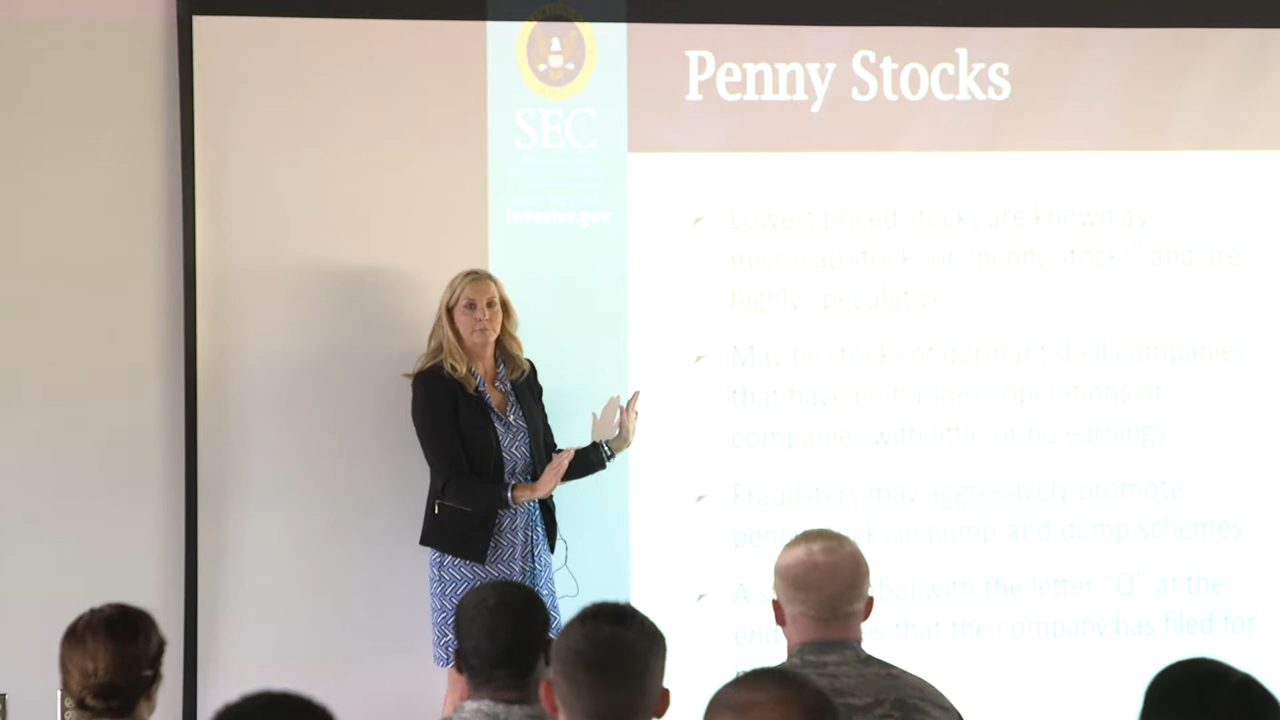 Penny Stocks
SEC
investor.gov
Lowest priced stocks are known as
microcap stocks or "penny stocks" and are
highly speculative
May be stocks of dormant shell companies
that have no business operations or
companies with little or no earnings
Fraudsters may aggressively promote
penny stocks in pump and dump schemes
A symbol with the letter "Q" at the
end that the company has filed for